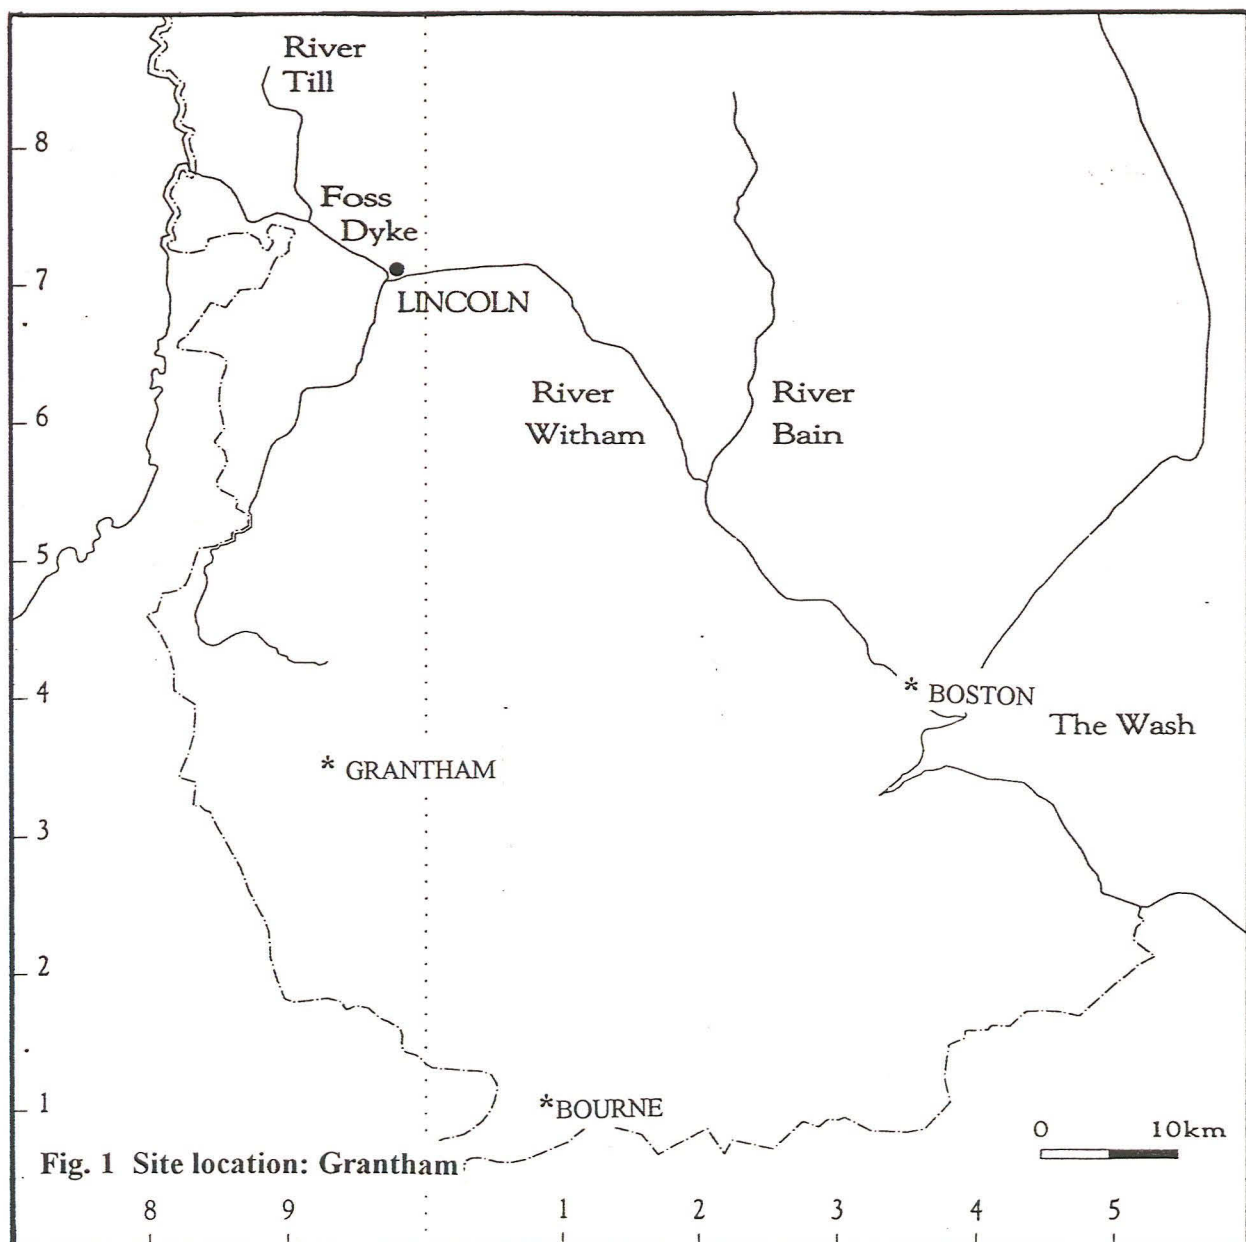 River
Till
8
Foss
Dyke
7
LINCOLN
6
River
Witham
River
Bain
5
4
* BOSTON
The Wash
* GRANTHAM
3
2
1
*BOURNE
0 10km
Fig. 1 Site location: Grantham
8 9 1 2 3 4 5